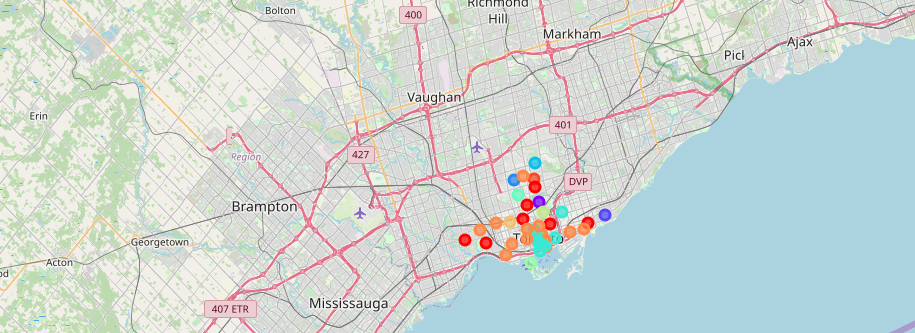 Richmond
Hill
Bolton
400
Markham
Ajax
Picl
Vaughan
Erin
401
427
Region
DVP
Brampton
Georgetown
Acton
Mississauga
407 ETR